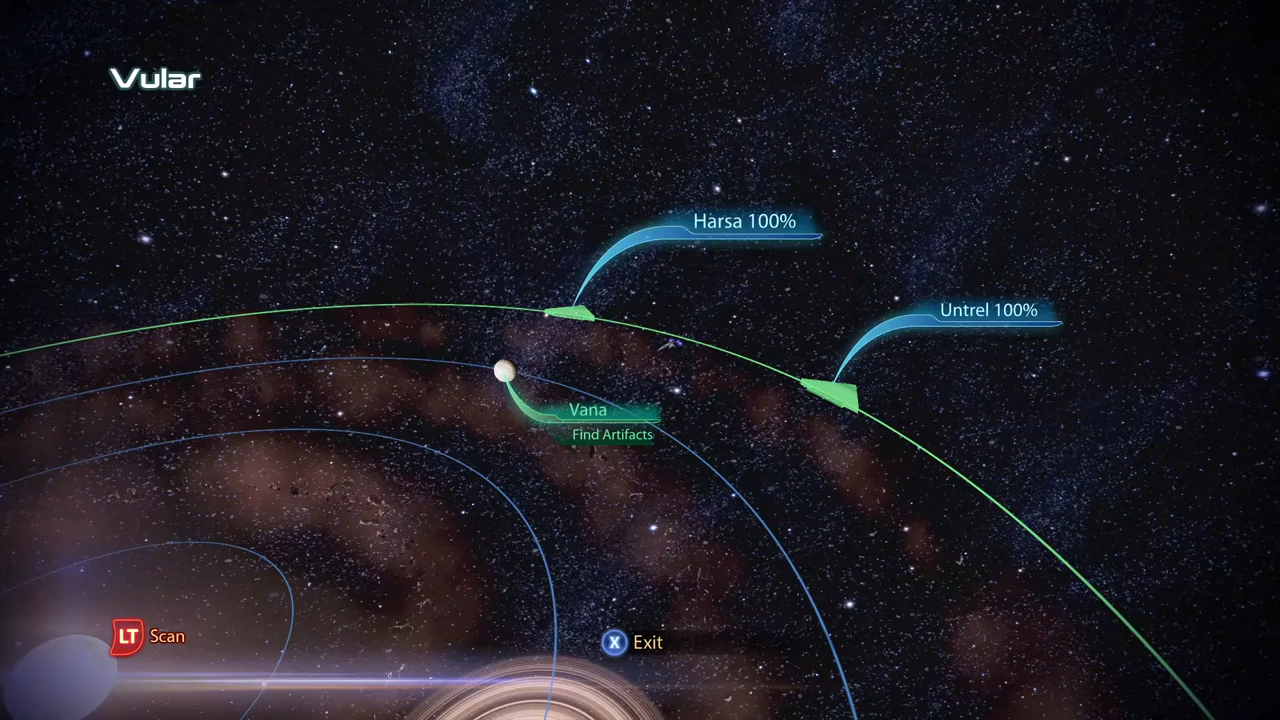 Vular
Harsa 100%
Untrel 100%
Vana
Find Artifacts
LT Scan
X Exit